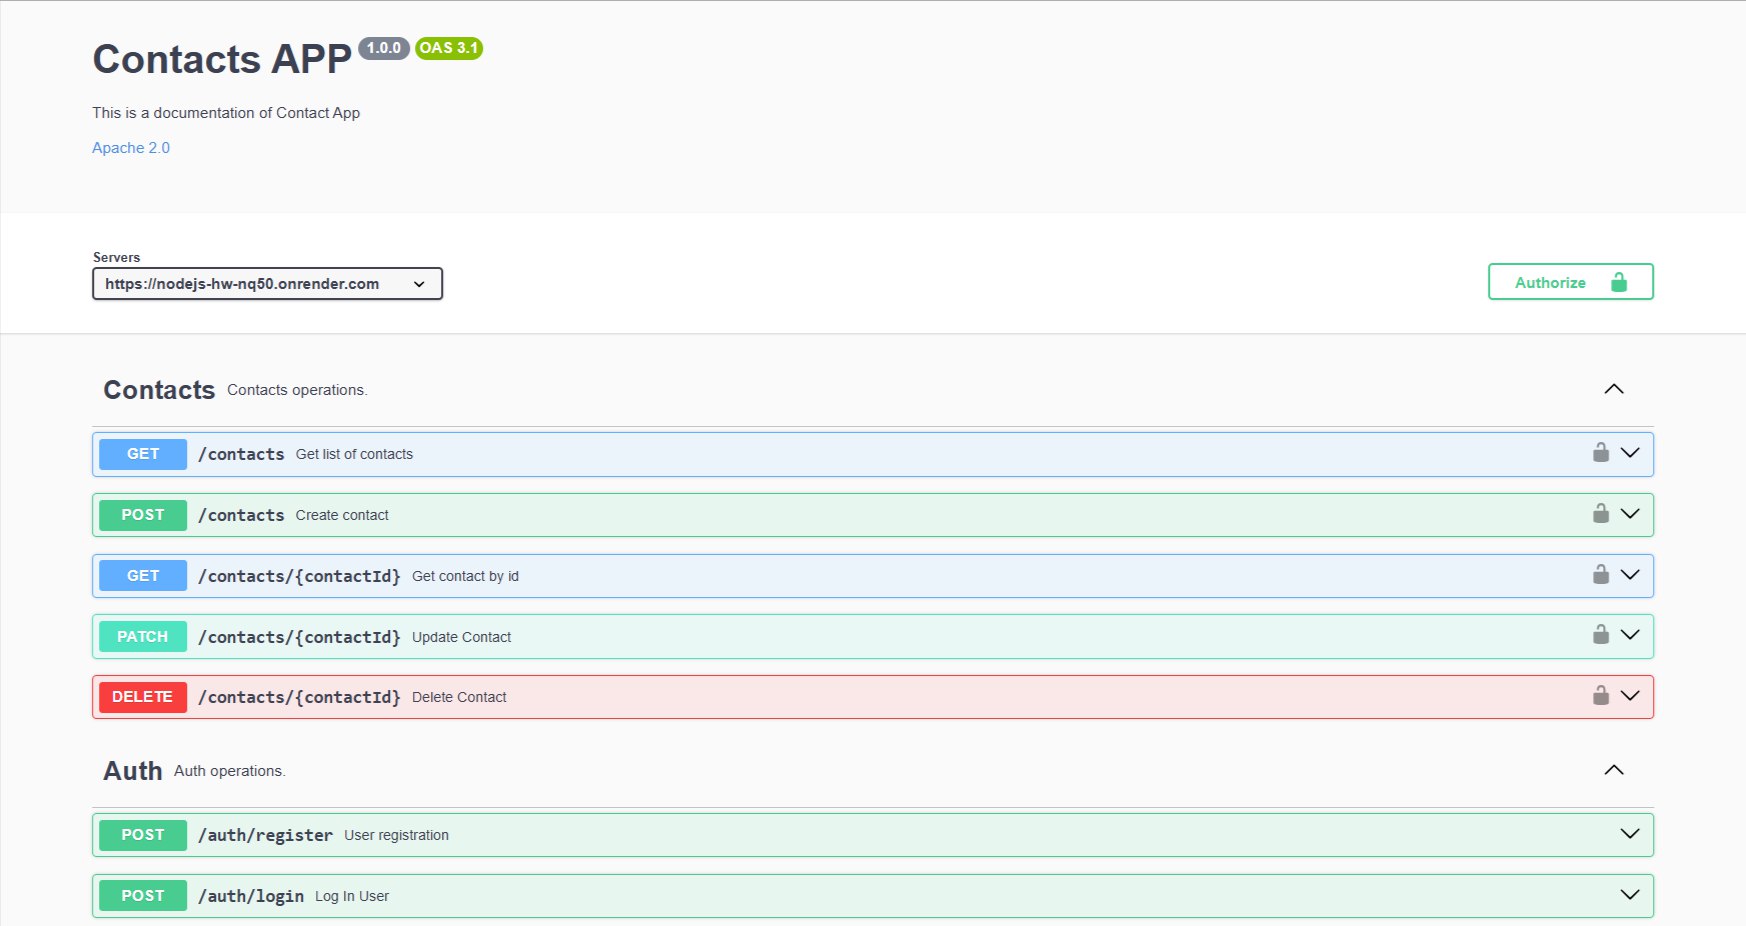 Contacts APP 1.0.0 OAS 3.1
This is a documentation of Contact App
Apache 2.0
Servers
https://nodejs-hw-nq50.onrender.com
Authorize
Contacts Contacts operations.
GET /contacts Get list of contacts
POST /contacts Create contact
GET /contacts/{contactId} Get contact by id
PATCH /contacts/{contactId} Update Contact
DELETE /contacts/{contactId} Delete Contact
Auth Auth operations.
POST /auth/register User registration
POST /auth/login Log In User